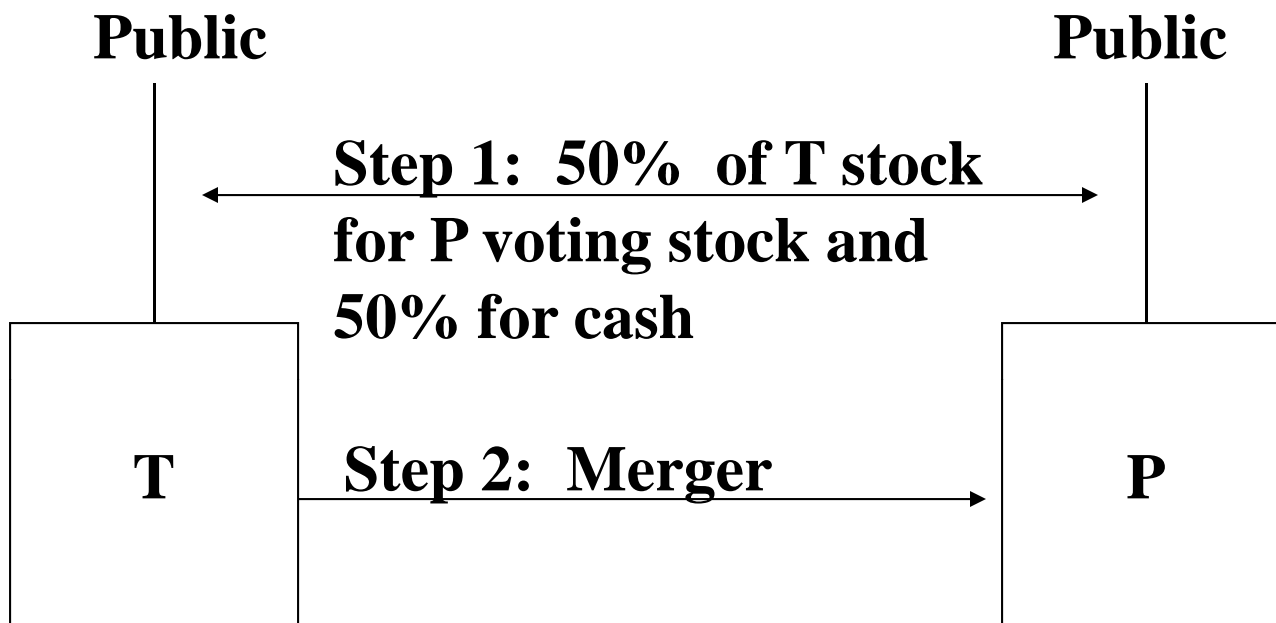 Public
Public
Step 1: 50% of T stock
for P voting stock and
50% for cash
T
Step 2: Merger
P